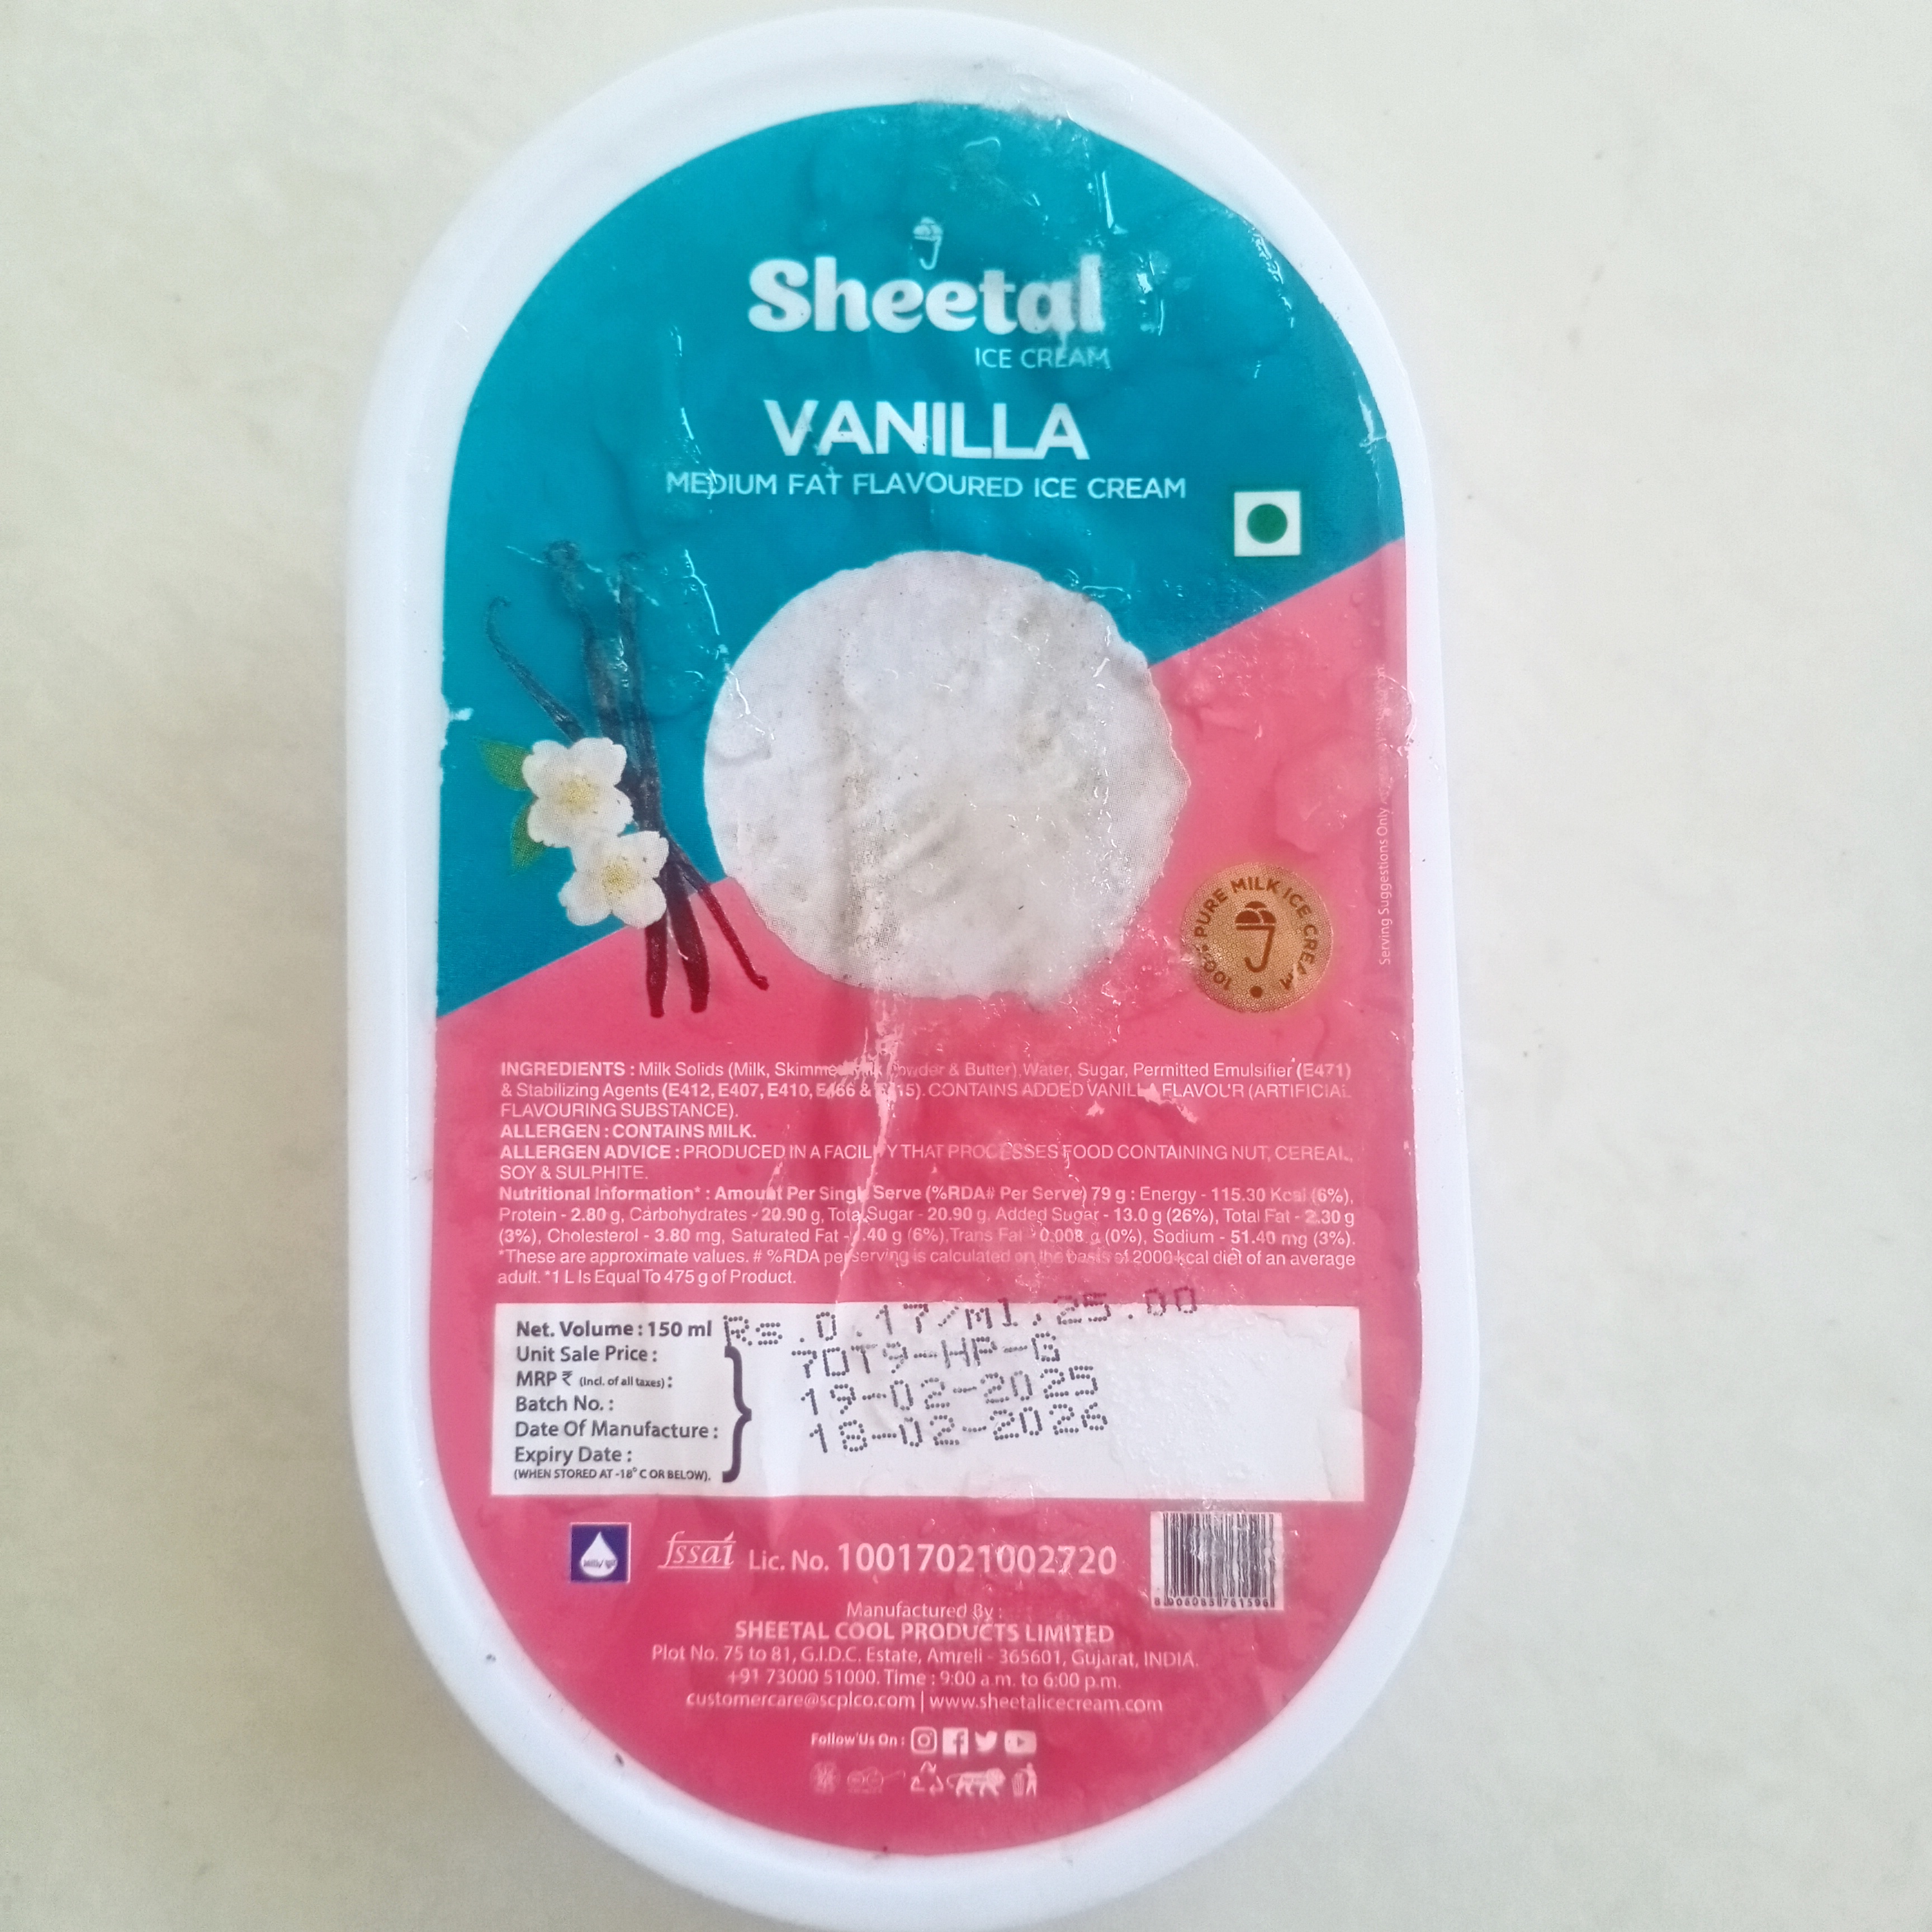 Sheetal
ICE CREAM
VANILLA
MEDIUM FAT FLAVOURED ICE CREAM
100% PURE MILK ICE CREAM
Serving Suggestions Only
INGREDIENTS : Milk Solids (Milk, Skimmed Milk Powder & Butter), Water, Sugar, Permitted Emulsifier (E471)
& Stabilizing Agents (E412, E407, E410, E466 & E415). CONTAINS ADDED VANILLA FLAVOUR (ARTIFICIAL
FLAVOURING SUBSTANCE).
ALLERGEN : CONTAINS MILK.
ALLERGEN ADVICE : PRODUCED IN A FACILITY THAT PROCESSES FOOD CONTAINING NUT, CEREAL,
SOY & SULPHITE.
Nutritional Information* : Amount Per Single Serve (%RDA# Per Serve) 79 g : Energy - 115.30 Kcal (6%),
Protein - 2.80 g, Carbohydrates - 20.90 g, Total Sugar - 20.90 g, Added Sugar - 13.0 g (26%), Total Fat - 2.30 g
(3%), Cholesterol - 3.80 mg, Saturated Fat - .40 g (6%), Trans Fat - 0.008 g (0%), Sodium - 51.40 mg (3%).
*These are approximate values. # %RDA per serving is calculated on the basis of 2000 kcal diet of an average
adult. *1 L Is Equal To 475 g of Product.
Net. Volume : 150 ml
Unit Sale Price :
MRP ₹ (Incl. of all taxes) :
Batch No. :
Date Of Manufacture :
Expiry Date :
(WHEN STORED AT -18° C OR BELOW).
Rs.0.17/ml,25.00
7DT9-HP-G
19-02-2025
18-02-2026
fssai Lic. No. 10017021002720
8 906085 761596
Manufactured By :
SHEETAL COOL PRODUCTS LIMITED
Plot No. 75 to 81, G.I.D.C. Estate, Amreli - 365601, Gujarat, INDIA.
+91 73000 51000. Time : 9:00 a.m. to 6:00 p.m.
customercare@scplco.com | www.sheetalicecream.com
Follow Us On :